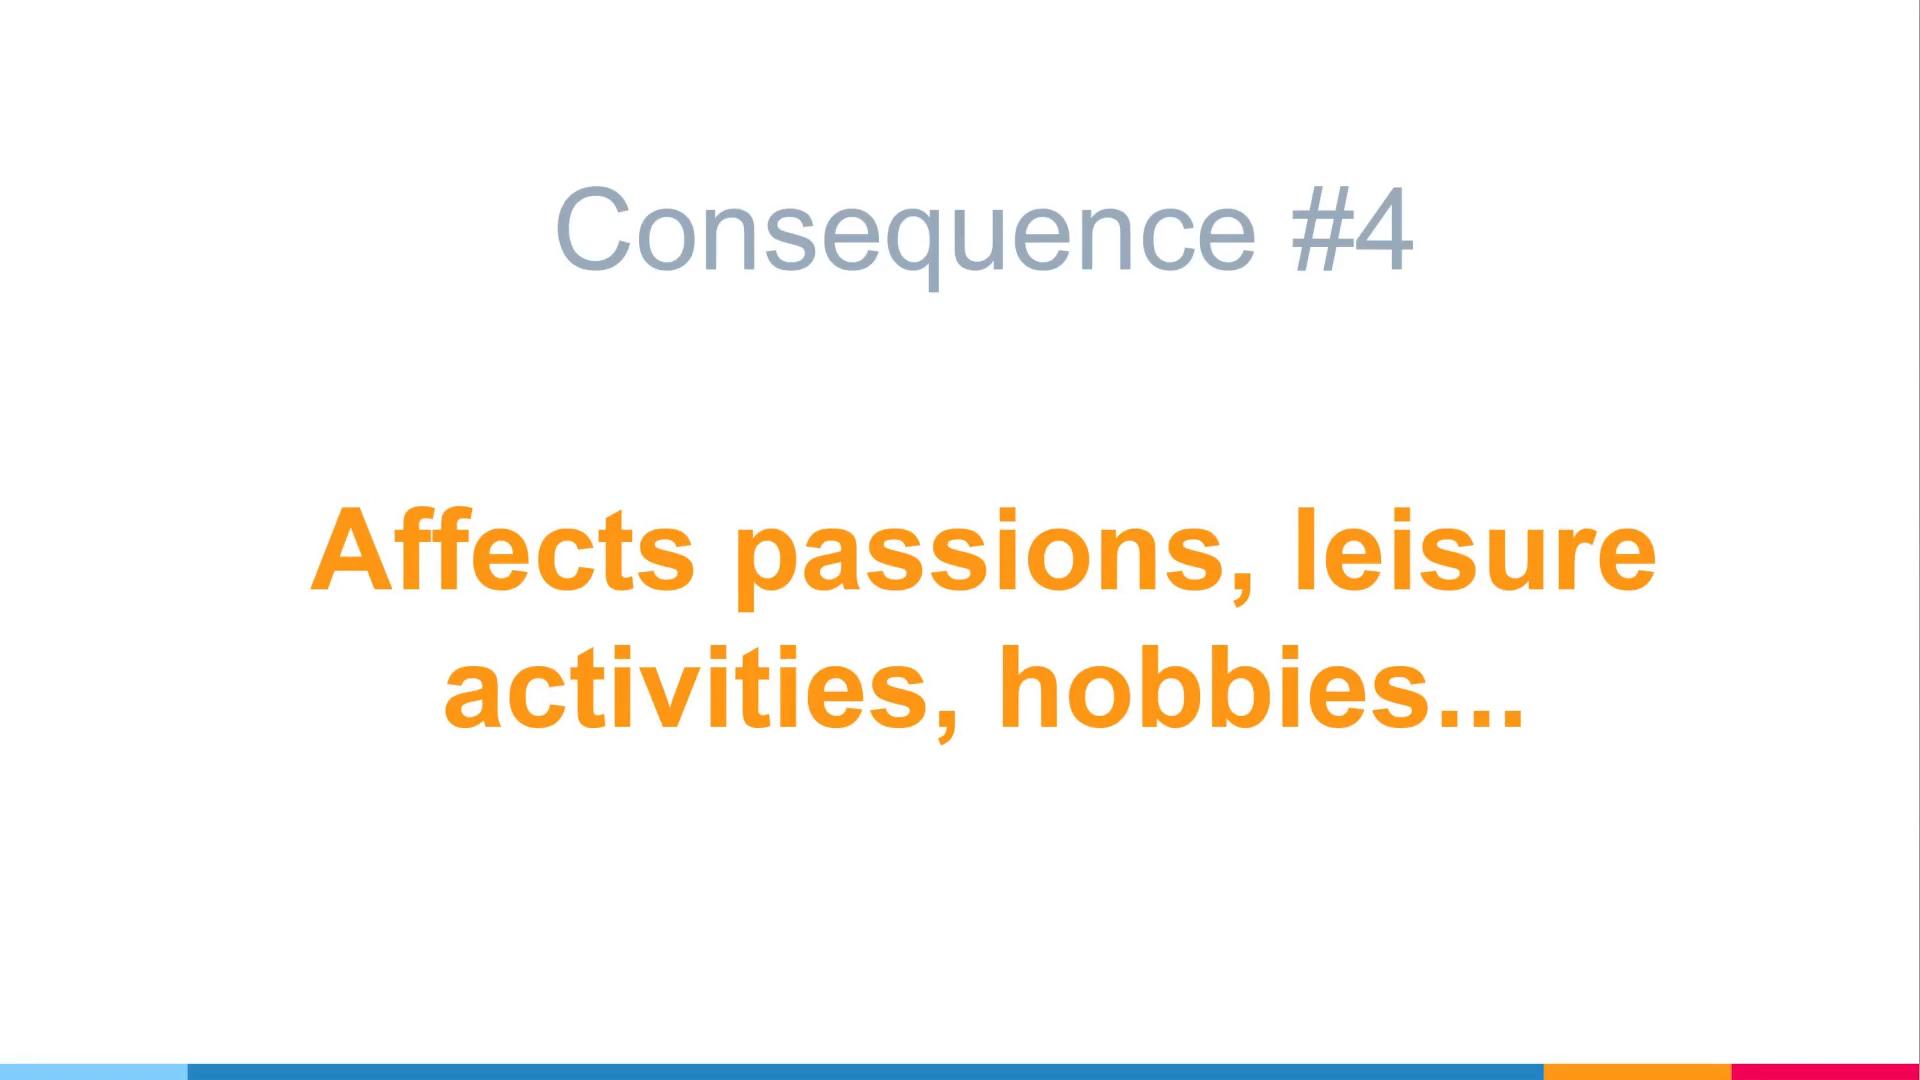 Consequence #4
Affects passions, leisure
activities, hobbies...